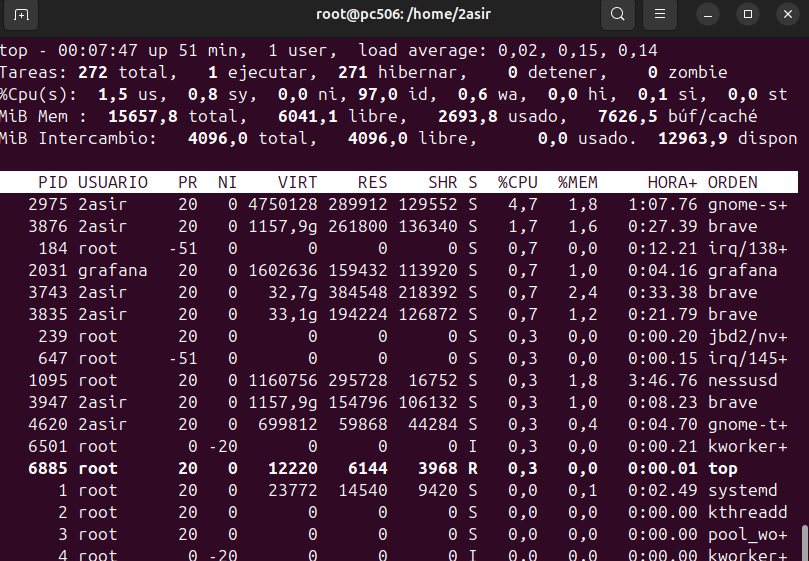 root@pc506: /home/2asir
top - 00:07:47 up 51 min,  1 user,  load average: 0,02, 0,15, 0,14
Tareas: 272 total,   1 ejecutar, 271 hibernar,    0 detener,    0 zombie
%Cpu(s):  1,5 us,  0,8 sy,  0,0 ni, 97,0 id,  0,6 wa,  0,0 hi,  0,1 si,  0,0 st
MiB Mem :  15657,8 total,   6041,1 libre,   2693,8 usado,   7626,5 búf/caché
MiB Intercambio:   4096,0 total,   4096,0 libre,      0,0 usado.  12963,9 dispon
PID USUARIO   PR  NI    VIRT    RES    SHR S  %CPU  %MEM     HORA+ ORDEN
2975 2asir     20   0 4750128 289912 129552 S   4,7   1,8   1:07.76 gnome-s+
3876 2asir     20   0 1157,9g 261800 136340 S   1,7   1,6   0:27.39 brave
184 root     -51   0       0      0      0 S   0,7   0,0   0:12.21 irq/138+
2031 grafana   20   0 1602636 159432 113920 S   0,7   1,0   0:04.16 grafana
3743 2asir     20   0   32,7g 384548 218392 S   0,7   2,4   0:33.38 brave
3835 2asir     20   0   33,1g 194224 126872 S   0,7   1,2   0:21.79 brave
239 root      20   0       0      0      0 S   0,3   0,0   0:00.20 jbd2/nv+
647 root     -51   0       0      0      0 S   0,3   0,0   0:00.15 irq/145+
1095 root      20   0 1160756 295728  16752 S   0,3   1,8   3:46.76 nessusd
3947 2asir     20   0 1157,9g 154796 106132 S   0,3   1,0   0:08.23 brave
4620 2asir     20   0  699812  59868  44284 S   0,3   0,4   0:04.70 gnome-t+
6501 root       0 -20       0      0      0 I   0,3   0,0   0:00.21 kworker+
6885 root      20   0   12220   6144   3968 R   0,3   0,0   0:00.01 top
1 root      20   0   23772  14540   9420 S   0,0   0,1   0:02.49 systemd
2 root      20   0       0      0      0 S   0,0   0,0   0:00.00 kthreadd
3 root      20   0       0      0      0 S   0,0   0,0   0:00.00 pool_wo+
4 root       0 -20       0      0      0 I   0,0   0,0   0:00.00 kworker+